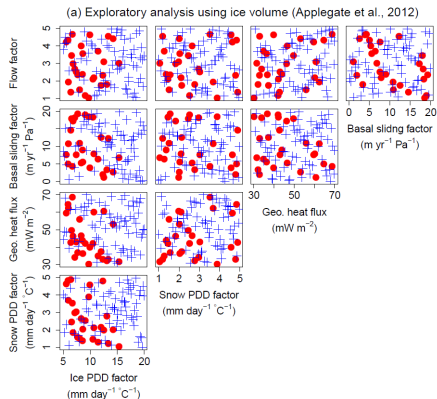 (a) Exploratory analysis using ice volume (Applegate et al., 2012)
Flow factor
1 2 3 4 5
0 5 10 15 20
Basal sliding factor
(m yr⁻¹ Pa⁻¹)
Basal sliding factor
(m yr⁻¹ Pa⁻¹)
0 5 10 15 20
30 50 70
Geo. heat flux
(mW m⁻²)
Geo. heat flux
(mW m⁻²)
30 50 70
1 2 3 4 5
Snow PDD factor
(mm day⁻¹ °C⁻¹)
Snow PDD factor
(mm day⁻¹ °C⁻¹)
1 2 3 4 5
5 10 15 20
Ice PDD factor
(mm day⁻¹ °C⁻¹)